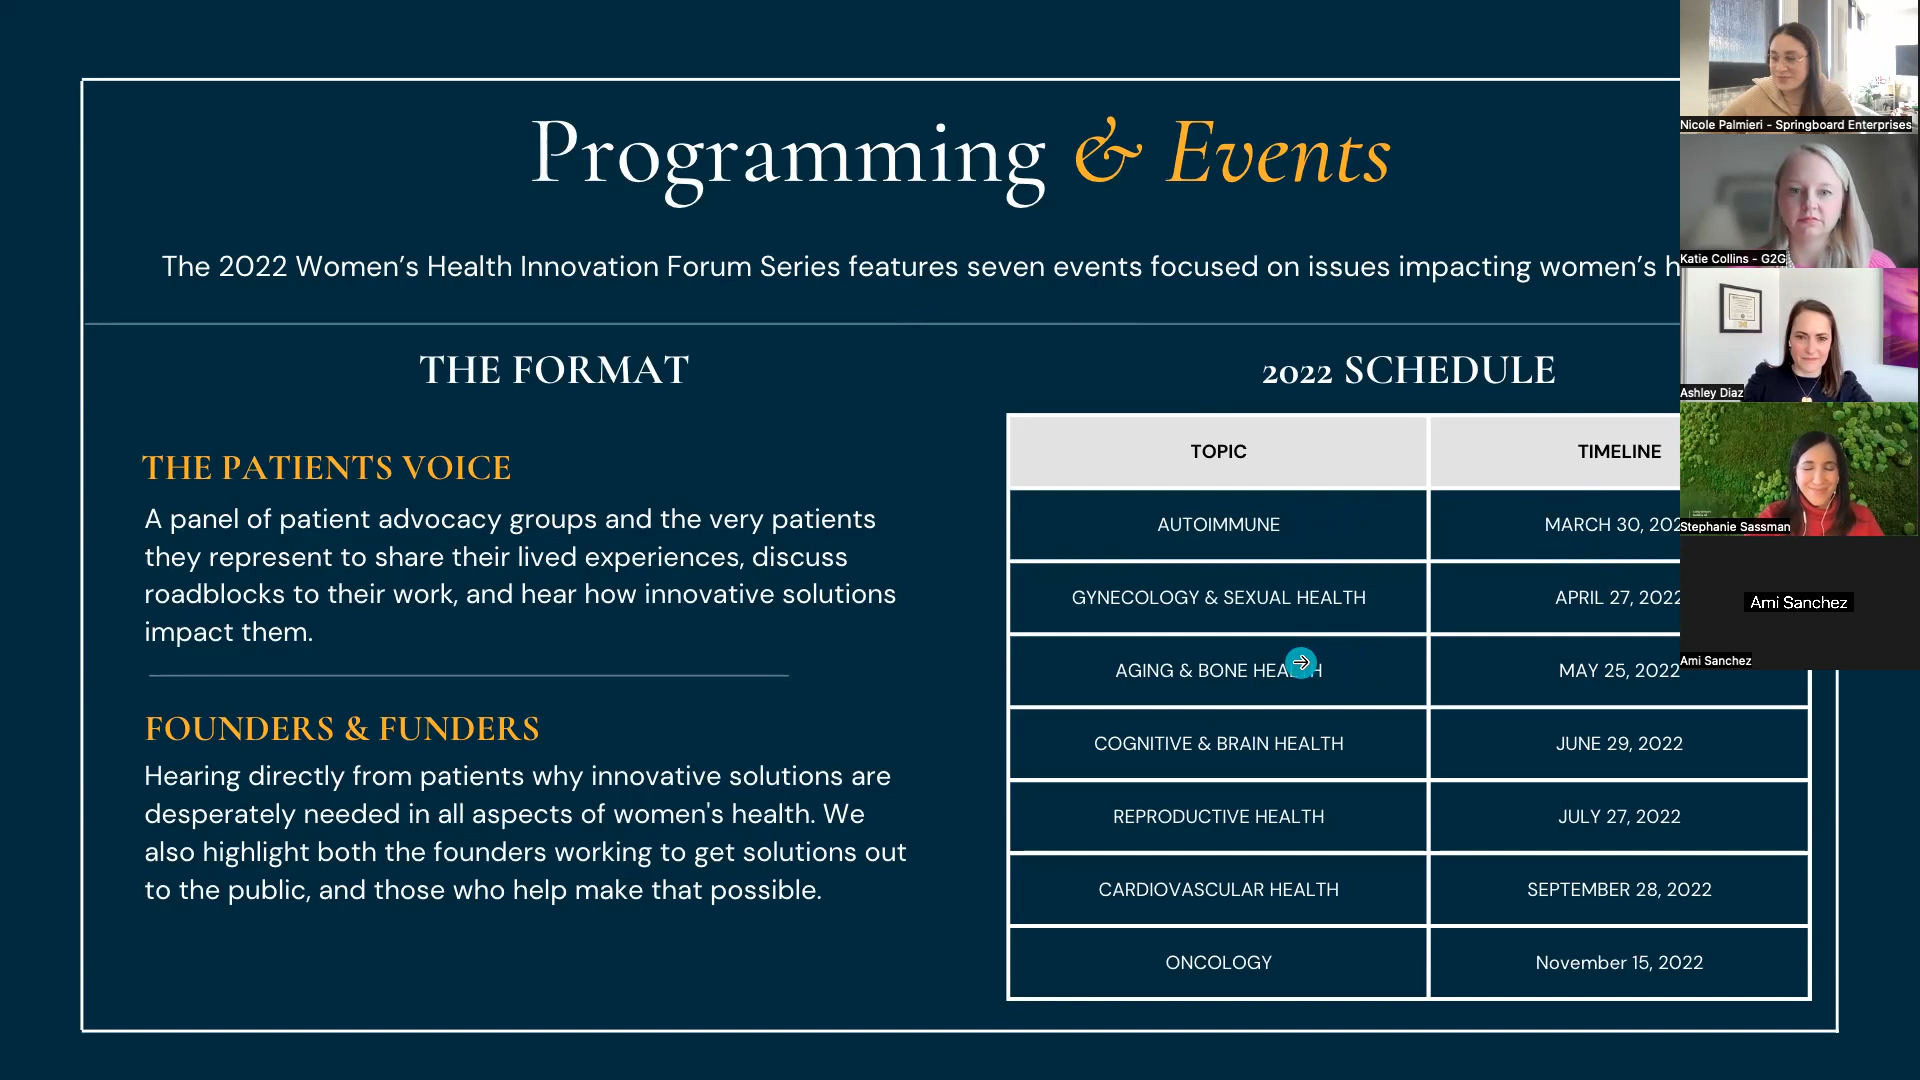 Programming & Events
The 2022 Women’s Health Innovation Forum Series features seven events focused on issues impacting women’s
THE FORMAT
THE PATIENTS VOICE
A panel of patient advocacy groups and the very patients
they represent to share their lived experiences, discuss
roadblocks to their work, and hear how innovative solutions
impact them.
FOUNDERS & FUNDERS
Hearing directly from patients why innovative solutions are
desperately needed in all aspects of women's health. We
also highlight both the founders working to get solutions out
to the public, and those who help make that possible.
2022 SCHEDULE
TOPIC TIMELINE
AUTOIMMUNE MARCH 30, 202
GYNECOLOGY & SEXUAL HEALTH APRIL 27, 2022
AGING & BONE HEALTH MAY 25, 2022
COGNITIVE & BRAIN HEALTH JUNE 29, 2022
REPRODUCTIVE HEALTH JULY 27, 2022
CARDIOVASCULAR HEALTH SEPTEMBER 28, 2022
ONCOLOGY November 15, 2022
Nicole Palmieri - Springboard Enterprises
Katie Collins - G2G
Ashley Diaz
Stephanie Sassman
Ami Sanchez
Ami Sanchez